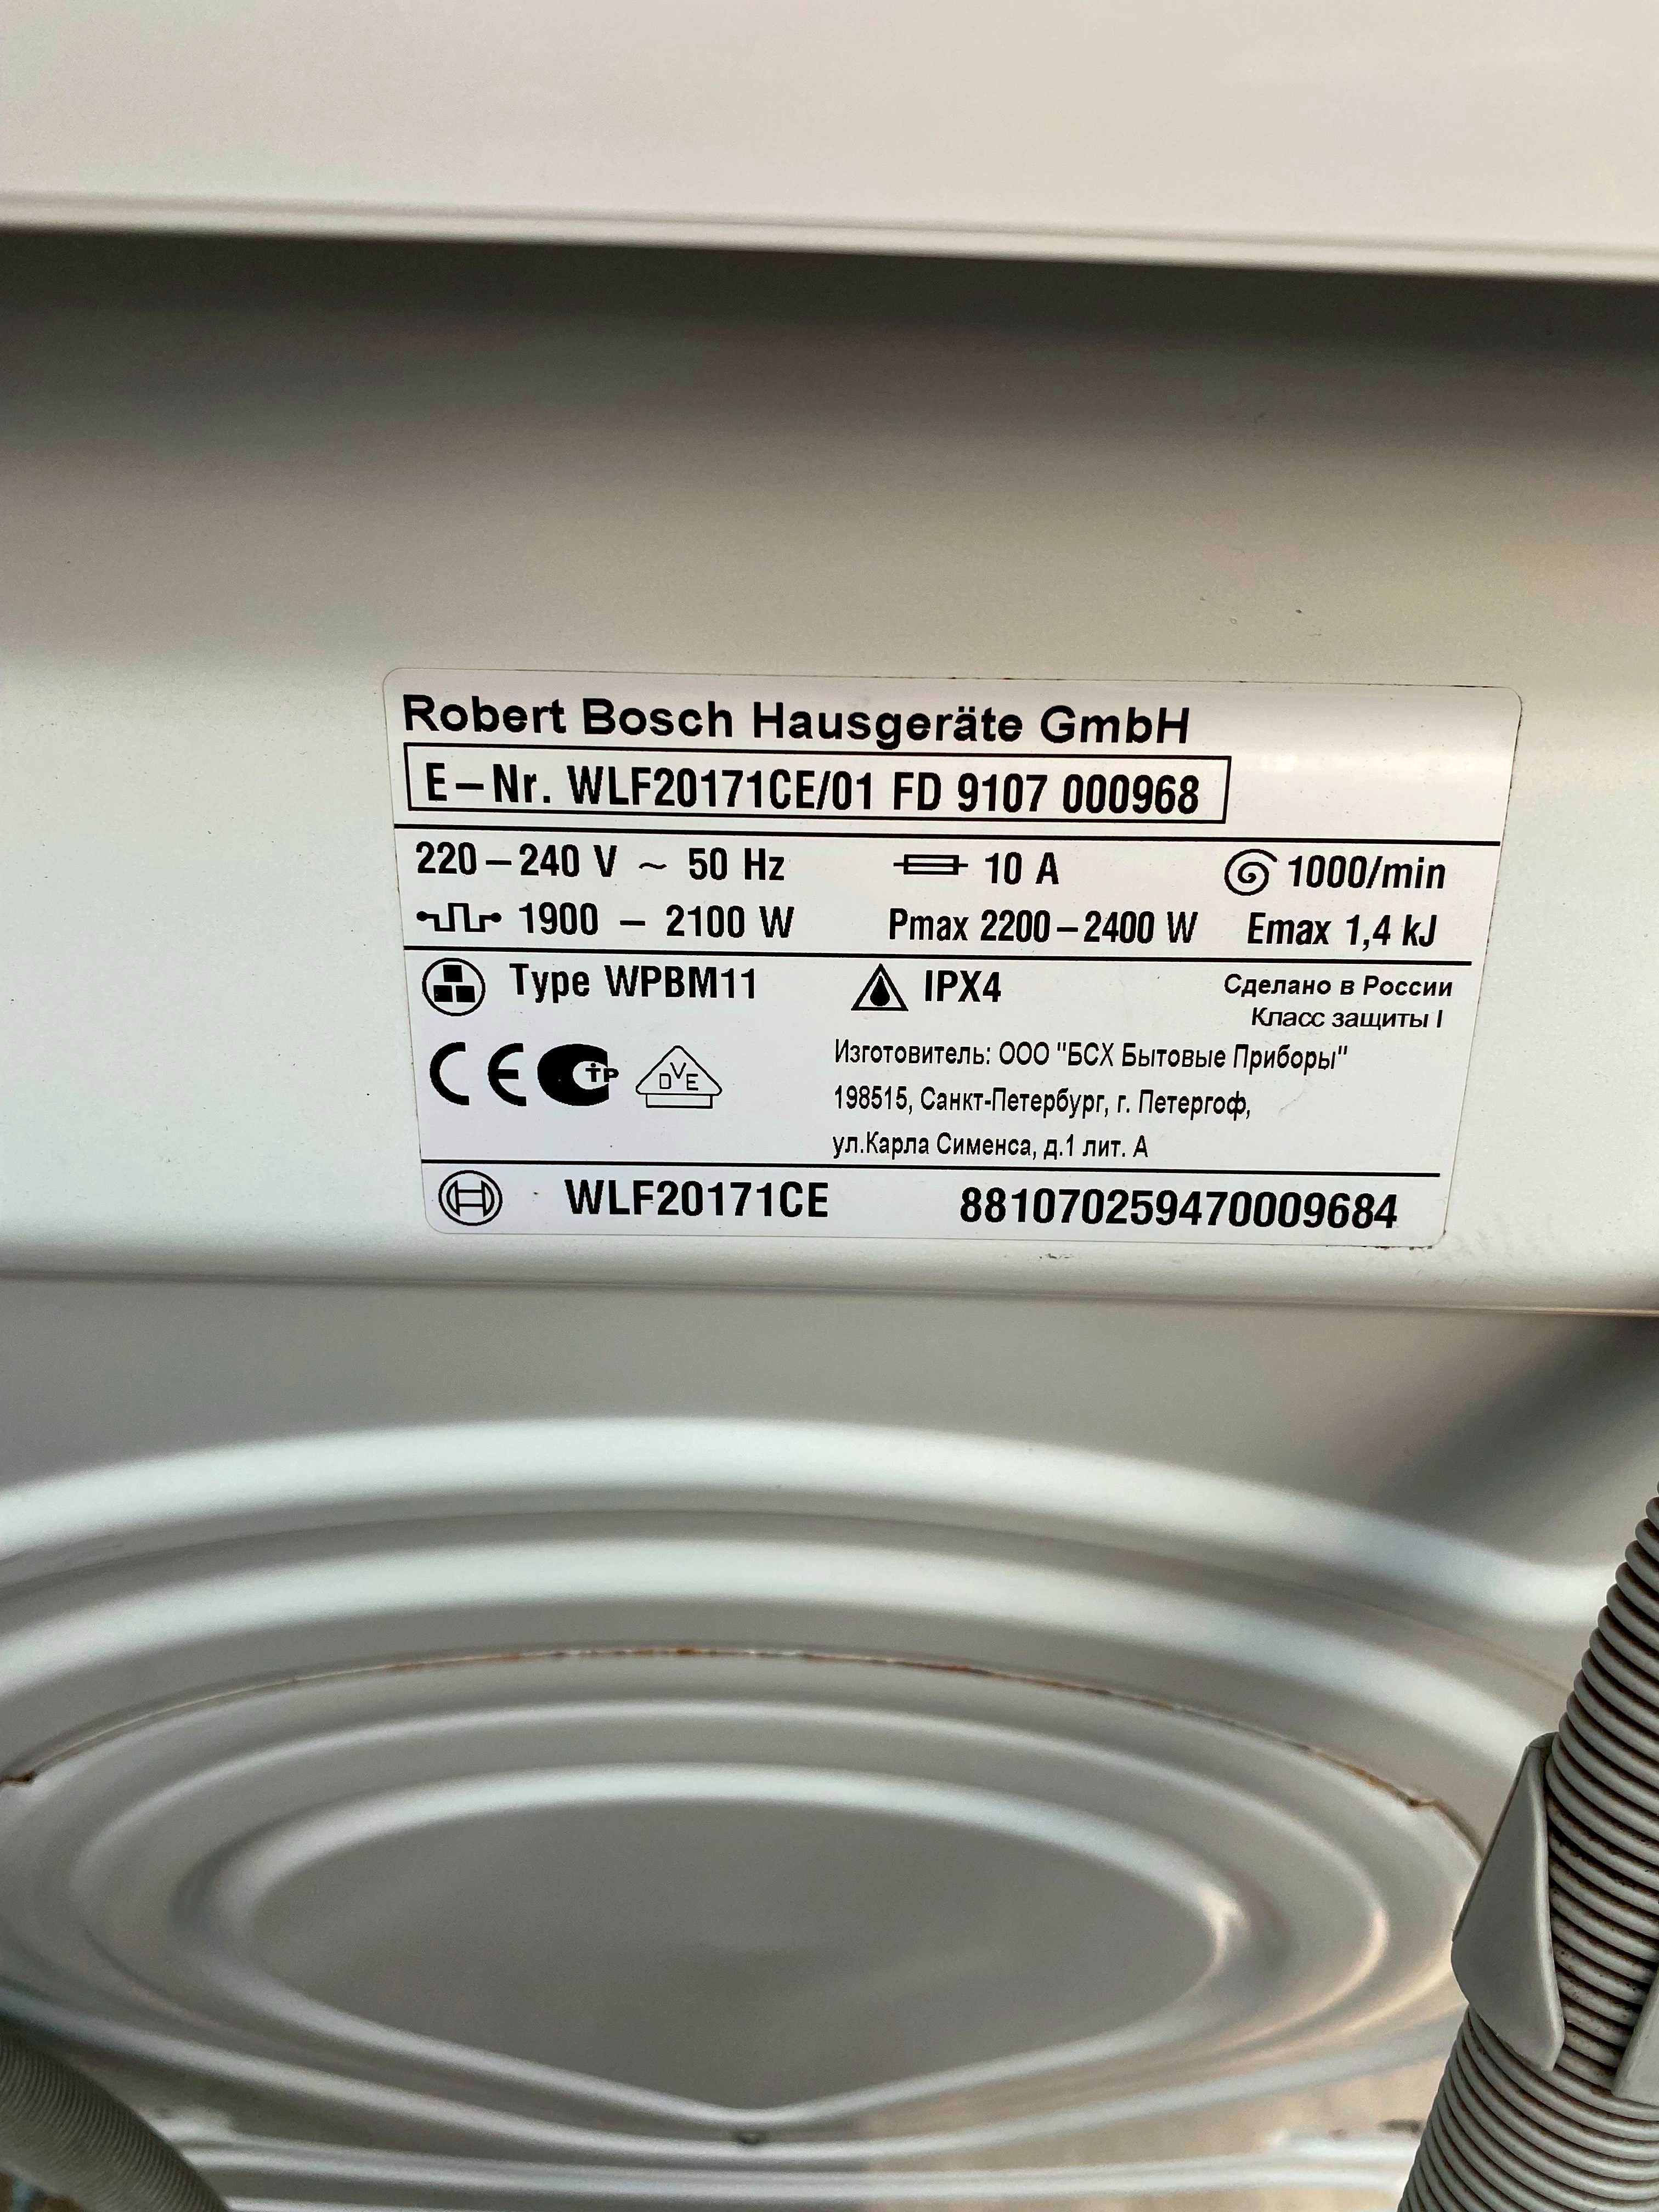 Robert Bosch Hausgeräte GmbH
E-Nr. WLF20171CE/01 FD 9107 000968
220-240 V ~ 50 Hz 10 A 1000/min
1900 - 2100 W Pmax 2200-2400 W Emax 1,4 kJ
Type WPBM11 IPX4 Сделано в России
Класс защиты I
CE C тP DVE Изготовитель: ООО "БСХ Бытовые Приборы"
198515, Санкт-Петербург, г. Петергоф,
ул.Карла Сименса, д.1 лит. А
WLF20171CE 881070259470009684